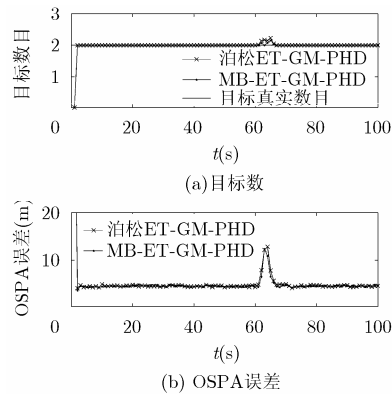 3
2
1
目标数目
泊松ET-GM-PHD
MB-ET-GM-PHD
目标真实数目
0 20 40 60 80 100
t(s)
(a)目标数
20
10
OSPA误差(m)
泊松ET-GM-PHD
MB-ET-GM-PHD
0 20 40 60 80 100
t(s)
(b) OSPA误差